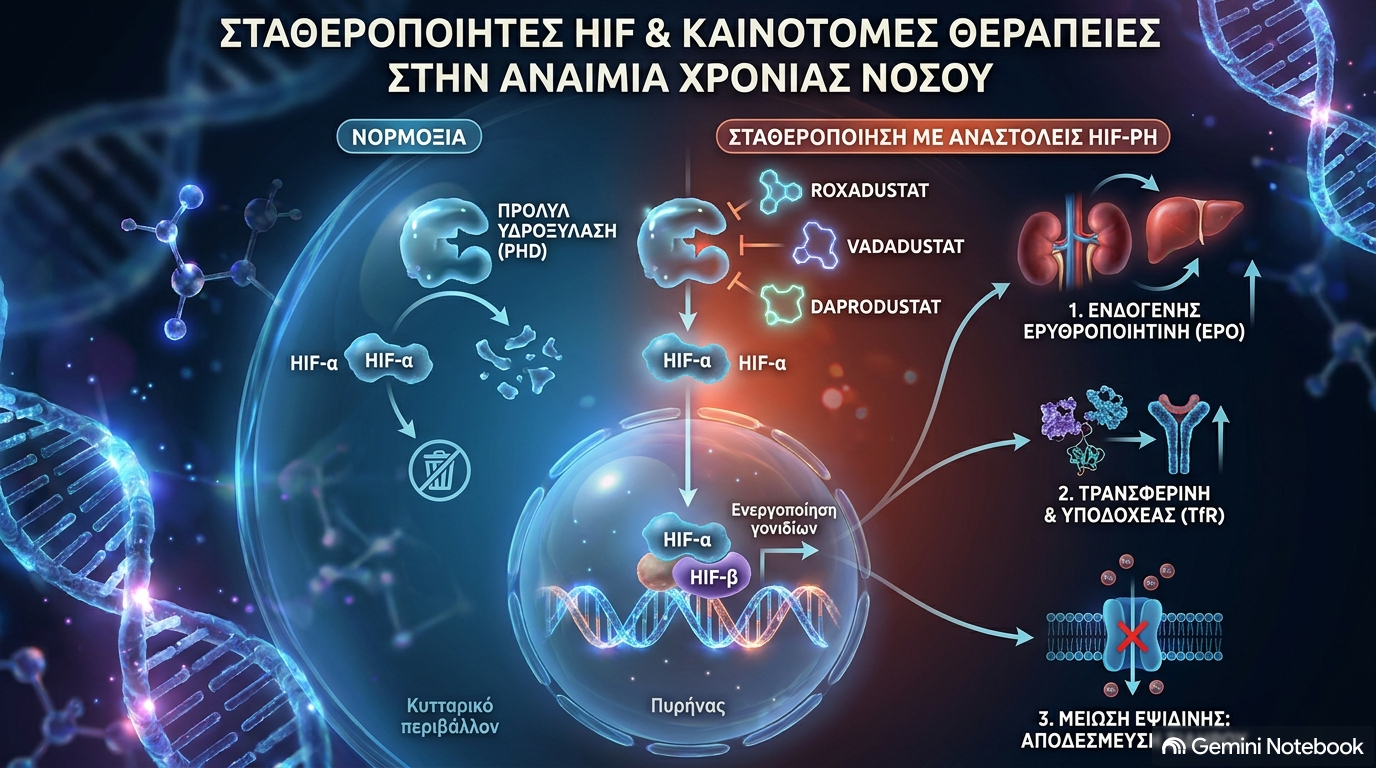 ΣΤΑΘΕΡΟΠΟΙΗΤΕΣ HIF & ΚΑΙΝΟΤΟΜΕΣ ΘΕΡΑΠΕΙΕΣ
ΣΤΗΝ ΑΝΑΙΜΙΑ ΧΡΟΝΙΑΣ ΝΟΣΟΥ
ΝΟΡΜΟΞΙΑ
ΠΡΟΛΥΛ
ΥΔΡΟΞΥΛΑΣΗ
(PHD)
HIF-α
HIF-α
Κυτταρικό
περιβάλλον
ΣΤΑΘΕΡΟΠΟΙΗΣΗ ΜΕ ΑΝΑΣΤΟΛΕΙΣ HIF-PH
ROXADUSTAT
VADADUSTAT
DAPRODUSTAT
HIF-α
HIF-α
Ενεργοποίηση
γονιδίων
HIF-α
HIF-β
Πυρήνας
1. ΕΝΔΟΓΕΝΗΣ
ΕΡΥΘΡΟΠΟΙΗΤΙΝΗ (EPO)
2. ΤΡΑΝΣΦΕΡΙΝΗ
& ΥΠΟΔΟΧΕΑΣ (TfR)
3. ΜΕΙΩΣΗ ΕΨΙΔΙΝΗΣ:
ΑΠΟΔΕΣΜΕΥΣΙ
Gemini Notebook